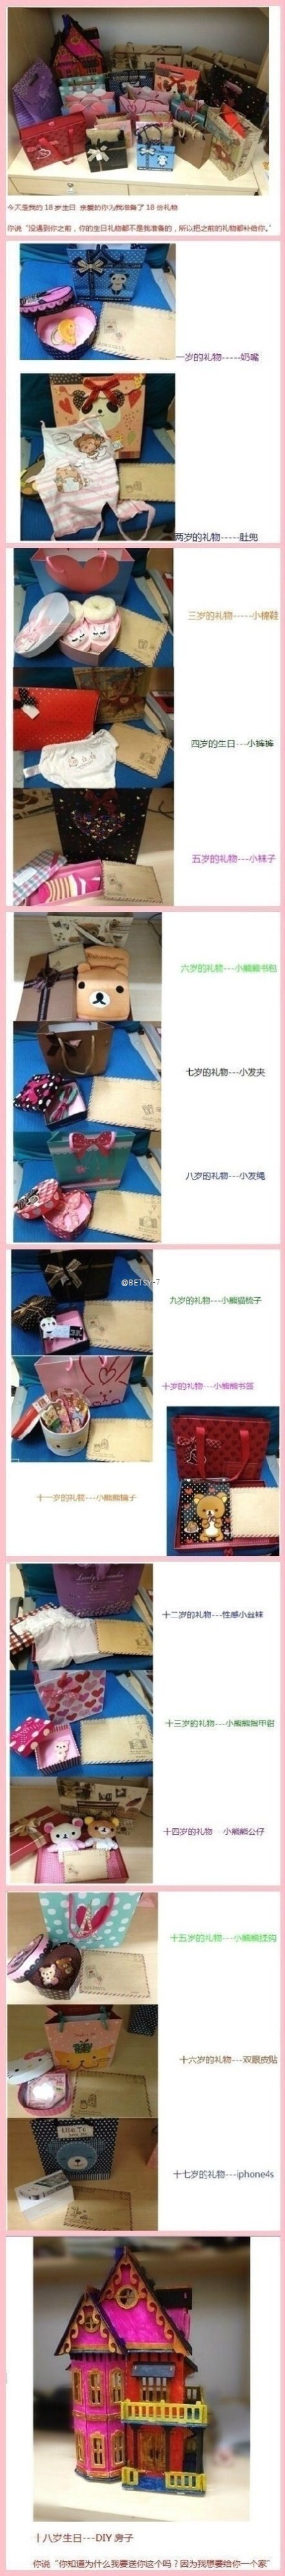 今天是我的 18 岁生日 亲爱的你为我准备了 18 份礼物
你说“没遇到你之前，你的生日礼物都不是我准备的，所以把之前的礼物都补给你。”
一岁的礼物-----奶嘴
两岁的礼物-----肚兜
三岁的礼物-----小棉鞋
四岁的生日---小裤裤
五岁的礼物---小袜子
六岁的礼物---小熊熊书包
七岁的礼物---小发夹
八岁的礼物---小发绳
@BETSY-7
九岁的礼物---小熊猫梳子
十岁的礼物---小熊熊书签
十一岁的礼物---小熊熊镜子
十二岁的礼物---性感小丝袜
十三岁的礼物---小熊熊指甲钳
十四岁的礼物---小熊熊公仔
十五岁的礼物---小熊熊挂钩
十六岁的礼物---双眼皮贴
十七岁的礼物---iphone4s
十八岁生日---DIY 房子
你说“你知道为什么我要送你这个吗？因为我想要给你一个家”